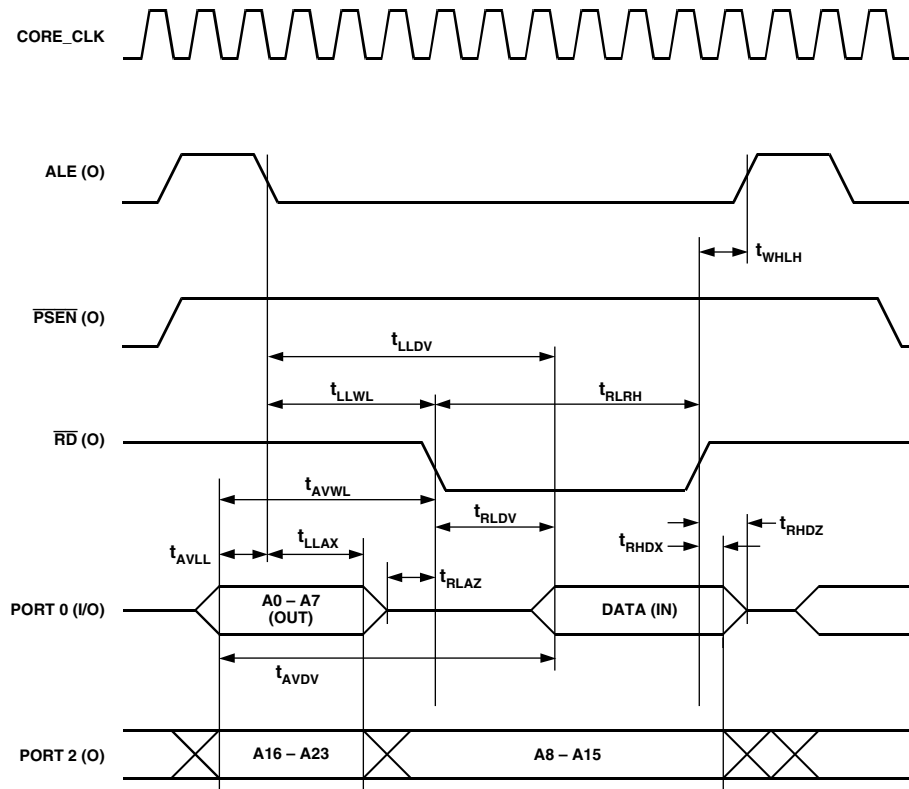 CORE_CLK
ALE (O)
tWHLH
PSEN (O)
tLLDV
tLLWL
tRLRH
RD (O)
tAVWL
tRLDV
tRHDZ
tAVLL
tLLAX
tRHDX
tRLAZ
PORT 0 (I/O)
A0 – A7
(OUT)
DATA (IN)
tAVDV
PORT 2 (O)
A16 – A23
A8 – A15